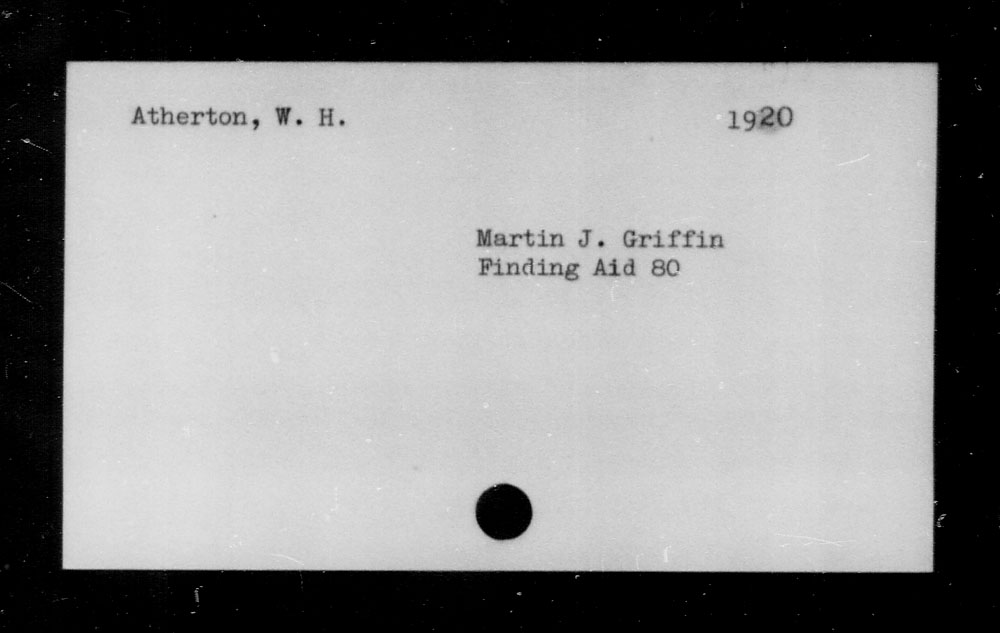 Atherton, W. H. 1920
Martin J. Griffin
Finding Aid 80